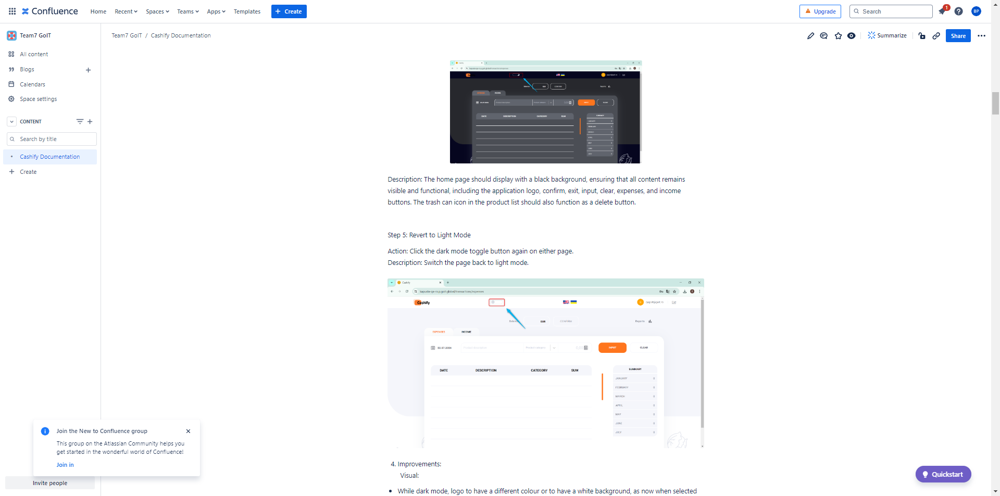 Confluence
Home Recent Spaces Teams Apps Templates + Create
Upgrade Search 1 BP
Team7 GoIT
Team7 GoIT / Cashify Documentation
Summarize Share
All content
Blogs
Calendars
Space settings
CONTENT
Search by title
Cashify Documentation
Create
EUR
DATE DESCRIPTION CATEGORY SUM
SUMMARY
Description: The home page should display with a black background, ensuring that all content remains
visible and functional, including the application logo, confirm, exit, input, clear, expenses, and income
buttons. The trash can icon in the product list should also function as a delete button.
Step 5: Revert to Light Mode
Action: Click the dark mode toggle button again on either page.
Description: Switch the page back to light mode.
Cashify
kapusta-qa-ro.p.goit.global/transactions/expenses
Cashify
EUR CONFIRM Reports
EXPENSES INCOME
22.07.2024 Product description Product category 0,00 INPUT CLEAR
DATE DESCRIPTION CATEGORY SUM
SUMMARY
JANUARY 0
FEBRUARY 0
MARCH 0
APRIL 0
MAY 0
JUNE 0
JULY 0
4. Improvements:
Visual:
• While dark mode, logo to have a different colour or to have a white background, as now when selected
Join the New to Confluence group
This group on the Atlassian Community helps you
get started in the wonderful world of Confluence!
Join in
Invite people
Quickstart